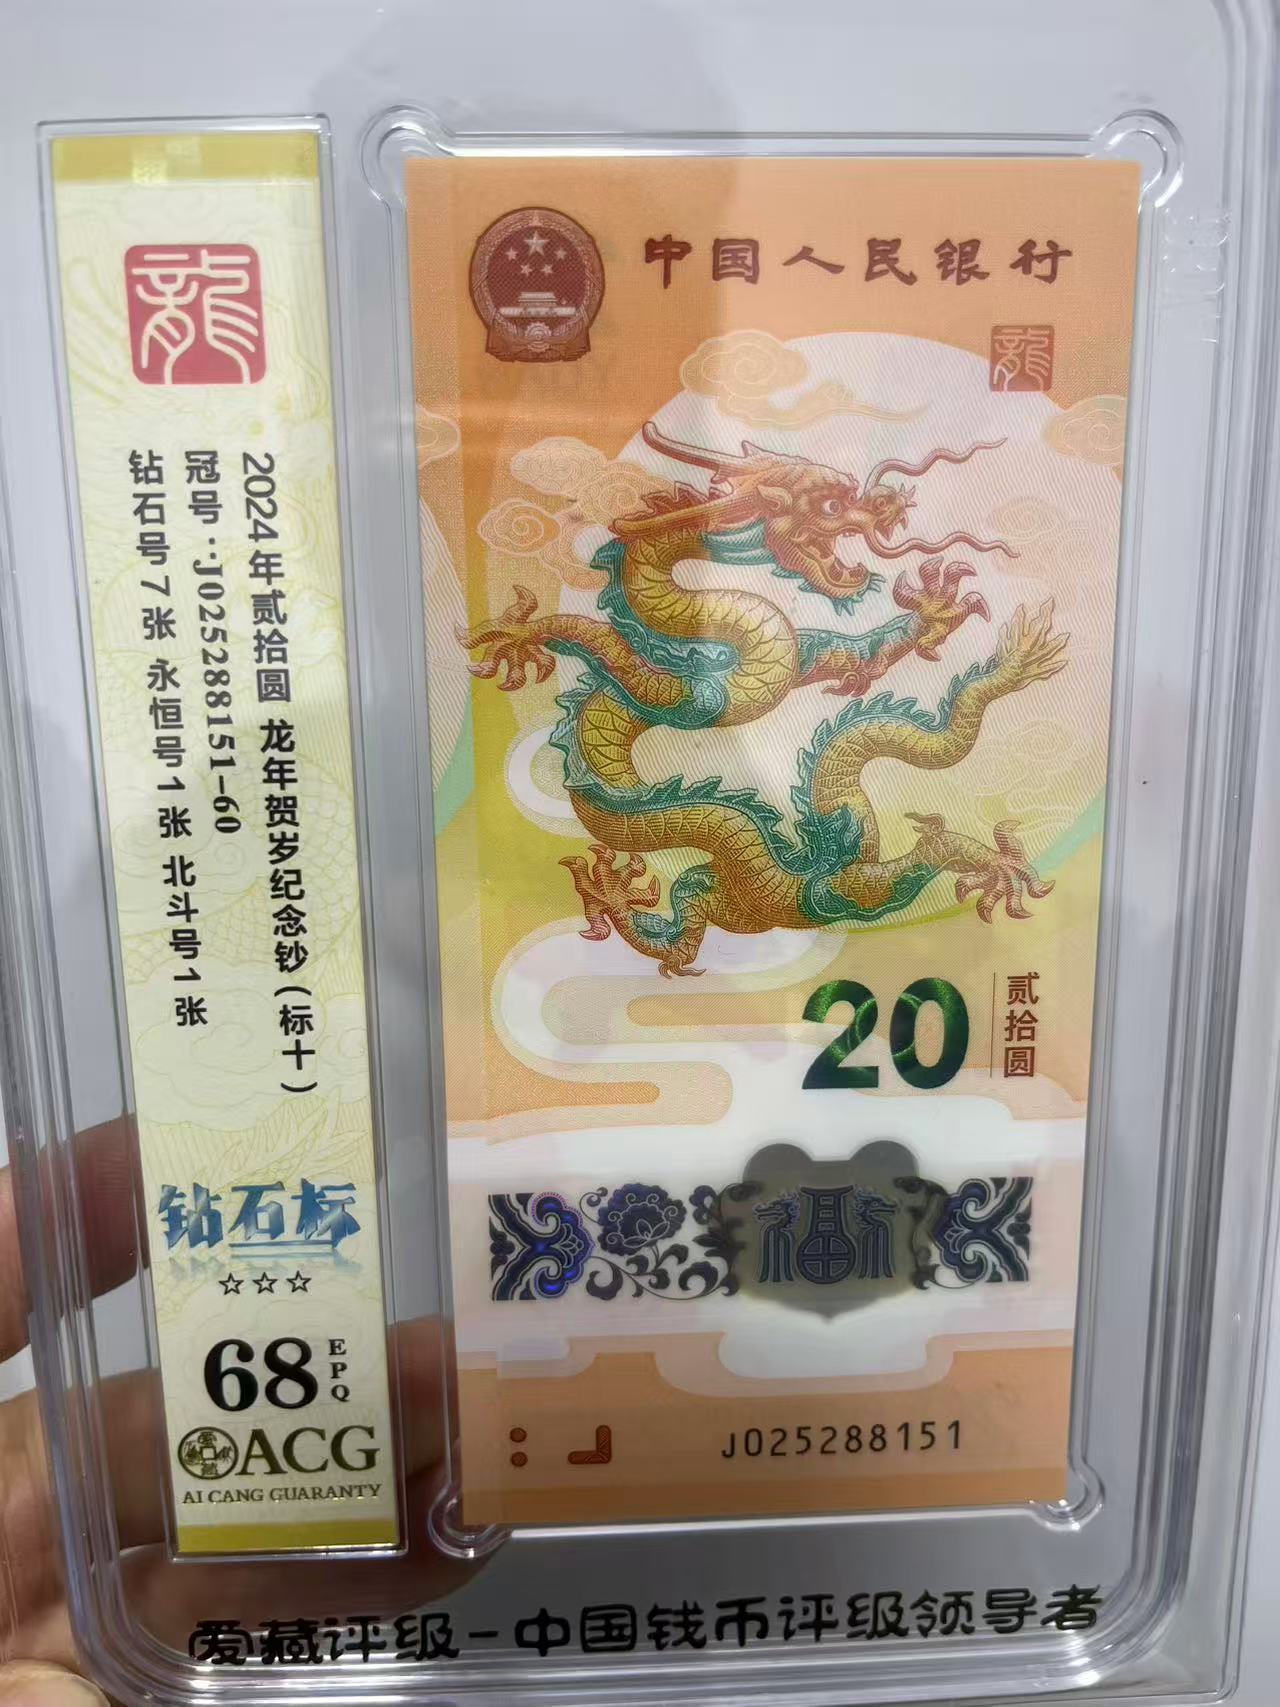 龍
2024年贰拾圆 龙年贺岁纪念钞（标十）
冠号：J025288151-60
钻石号7张 永恒号1张 北斗号1张
钻石标
☆☆☆
68 EPQ
ACG
AI CANG GUARANTY
中国人民银行
龍
20 贰拾圆
福
J025288151
爱藏评级-中国钱币评级领导者